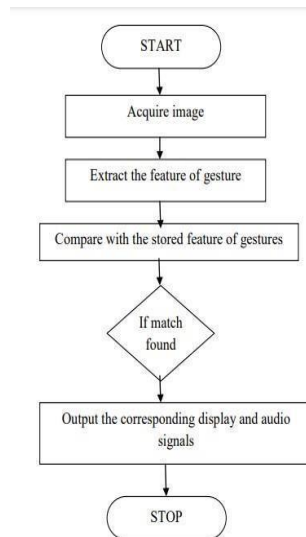 START
Acquire image
Extract the feature of gesture
Compare with the stored feature of gestures
If match
found
Output the corresponding display and audio
signals
STOP